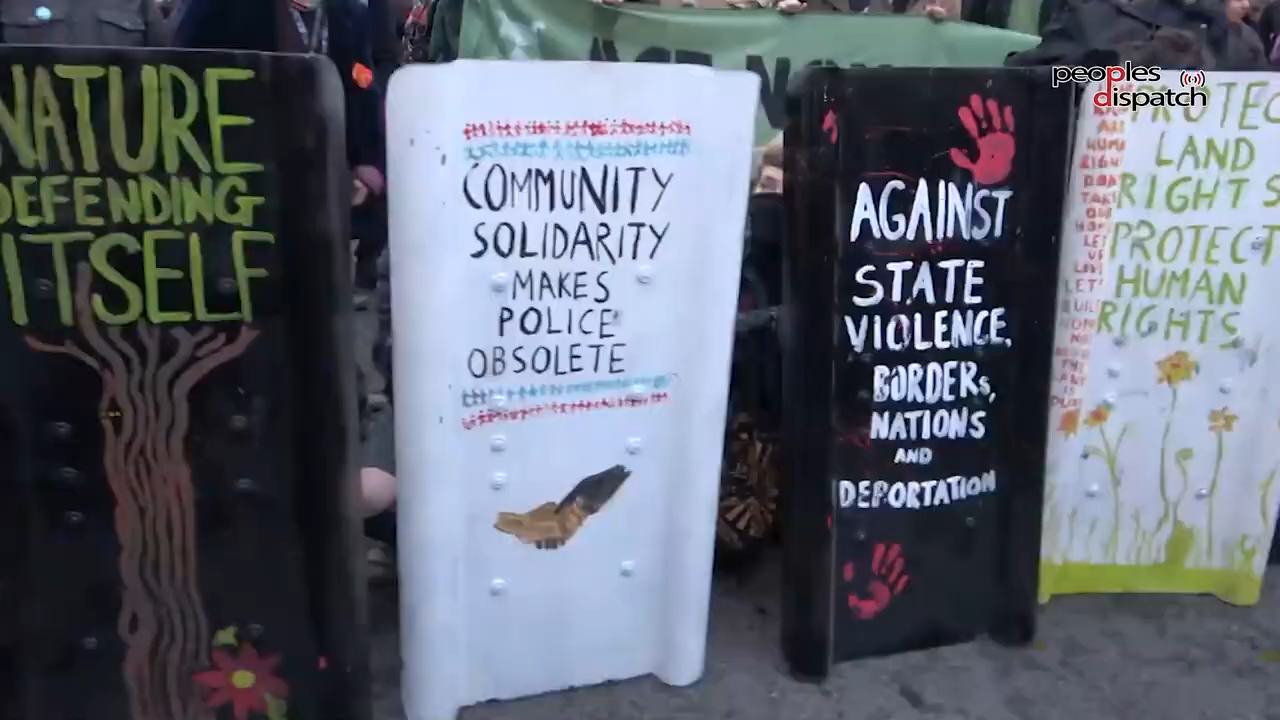 NATURE
DEFENDING
ITSELF
COMMUNITY
SOLIDARITY
MAKES
POLICE
OBSOLETE
AGAINST
STATE
VIOLENCE,
BORDERS,
NATIONS
AND
DEPORTATION
PROTEC
LAND
RIGHTS
PROTECT
HUMAN
RIGHTS
peoples
dispatch